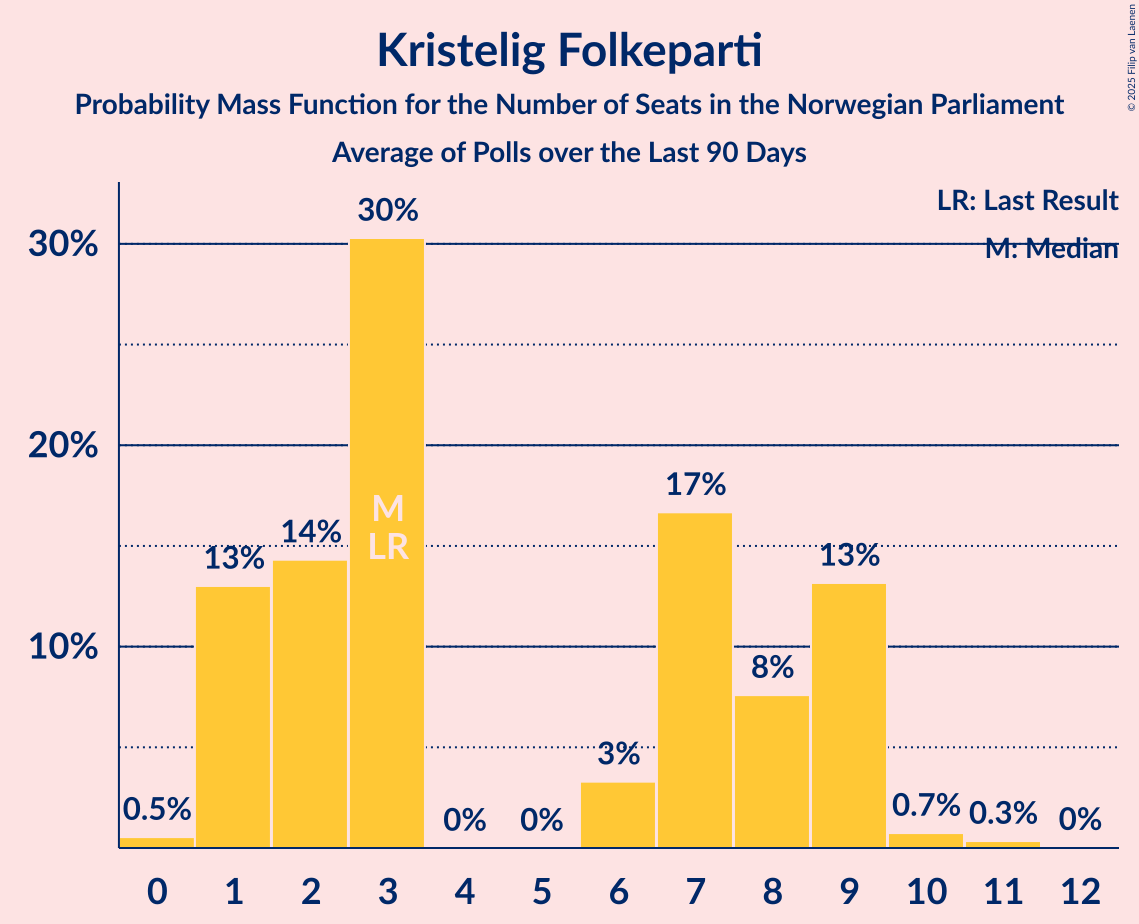 Kristelig Folkeparti
Probability Mass Function for the Number of Seats in the Norwegian Parliament
Average of Polls over the Last 90 Days
© 2025 Filip van Laenen
LR: Last Result
M: Median
30%
20%
10%
0.5%
13%
14%
30%
M
LR
0%
0%
3%
17%
8%
13%
0.7%
0.3%
0%
0 1 2 3 4 5 6 7 8 9 10 11 12